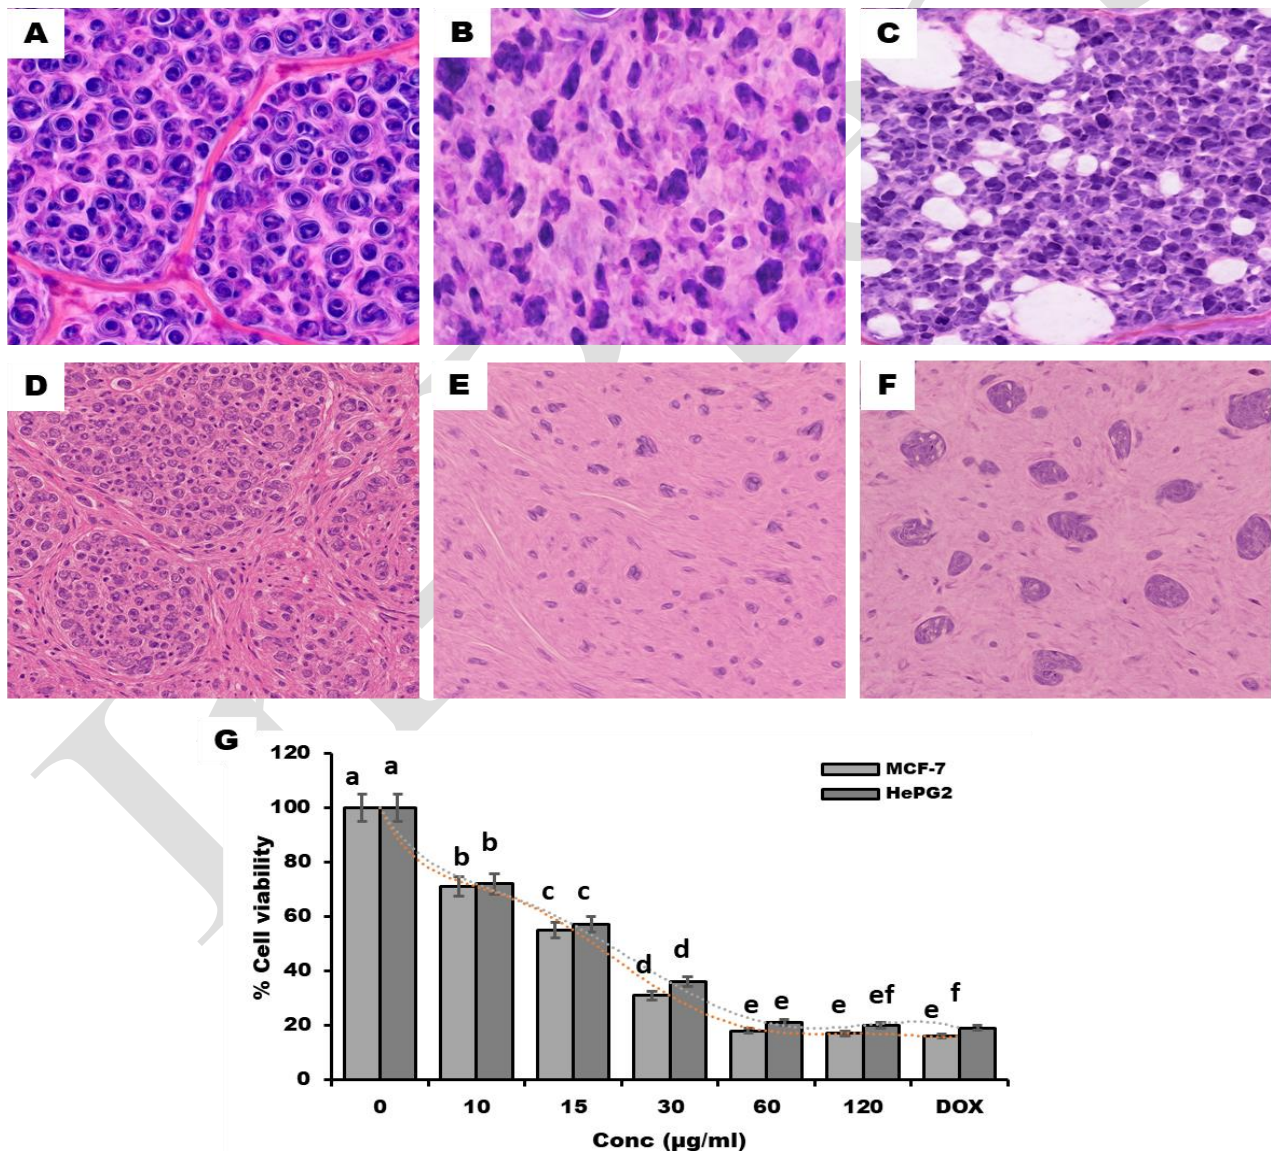 A
B
C
D
E
F
G
120
100
80
60
40
20
0
% Cell viability
a a
b b
c c
d d
e e
e ef
e f
MCF-7
HePG2
0 10 15 30 60 120 DOX
Conc (µg/ml)